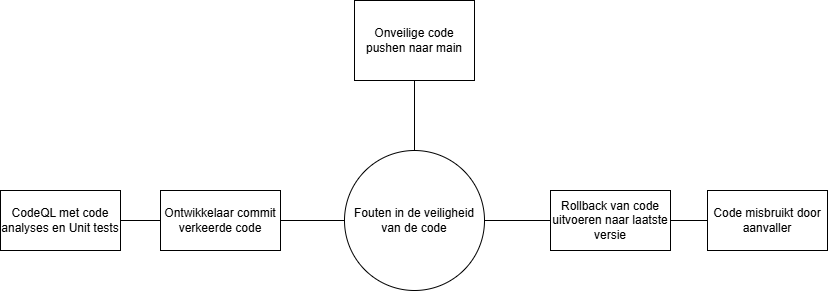 Onveilige code
pushen naar main
CodeQL met code
analyses en Unit tests
Ontwikkelaar commit
verkeerde code
Fouten in de veiligheid
van de code
Rollback van code
uitvoeren naar laatste
versie
Code misbruikt door
aanvaller